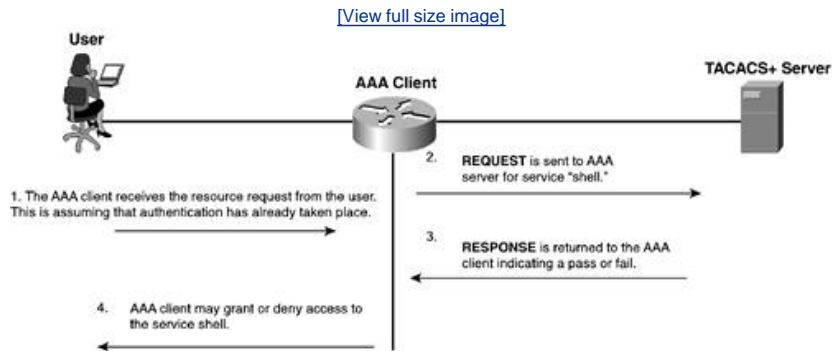 [View full size image]
User
AAA Client
TACACS+ Server
1. The AAA client receives the resource request from the user.
This is assuming that authentication has already taken place.
2. REQUEST is sent to AAA
server for service "shell."
3. RESPONSE is returned to the AAA
client indicating a pass or fail.
4. AAA client may grant or deny access to
the service shell.